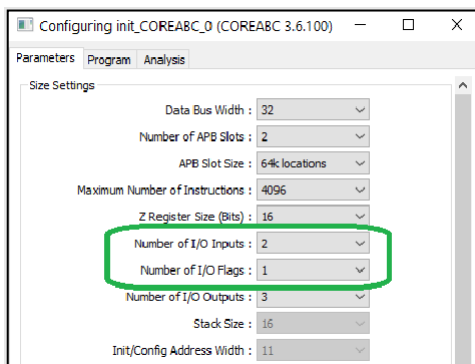 Configuring init_COREABC_0 (COREABC 3.6.100)
Parameters Program Analysis
Size Settings
Data Bus Width : 32
Number of APB Slots : 2
APB Slot Size : 64k locations
Maximum Number of Instructions : 4096
Z Register Size (Bits) : 16
Number of I/O Inputs : 2
Number of I/O Flags : 1
Number of I/O Outputs : 3
Stack Size : 16
Init/Config Address Width : 11